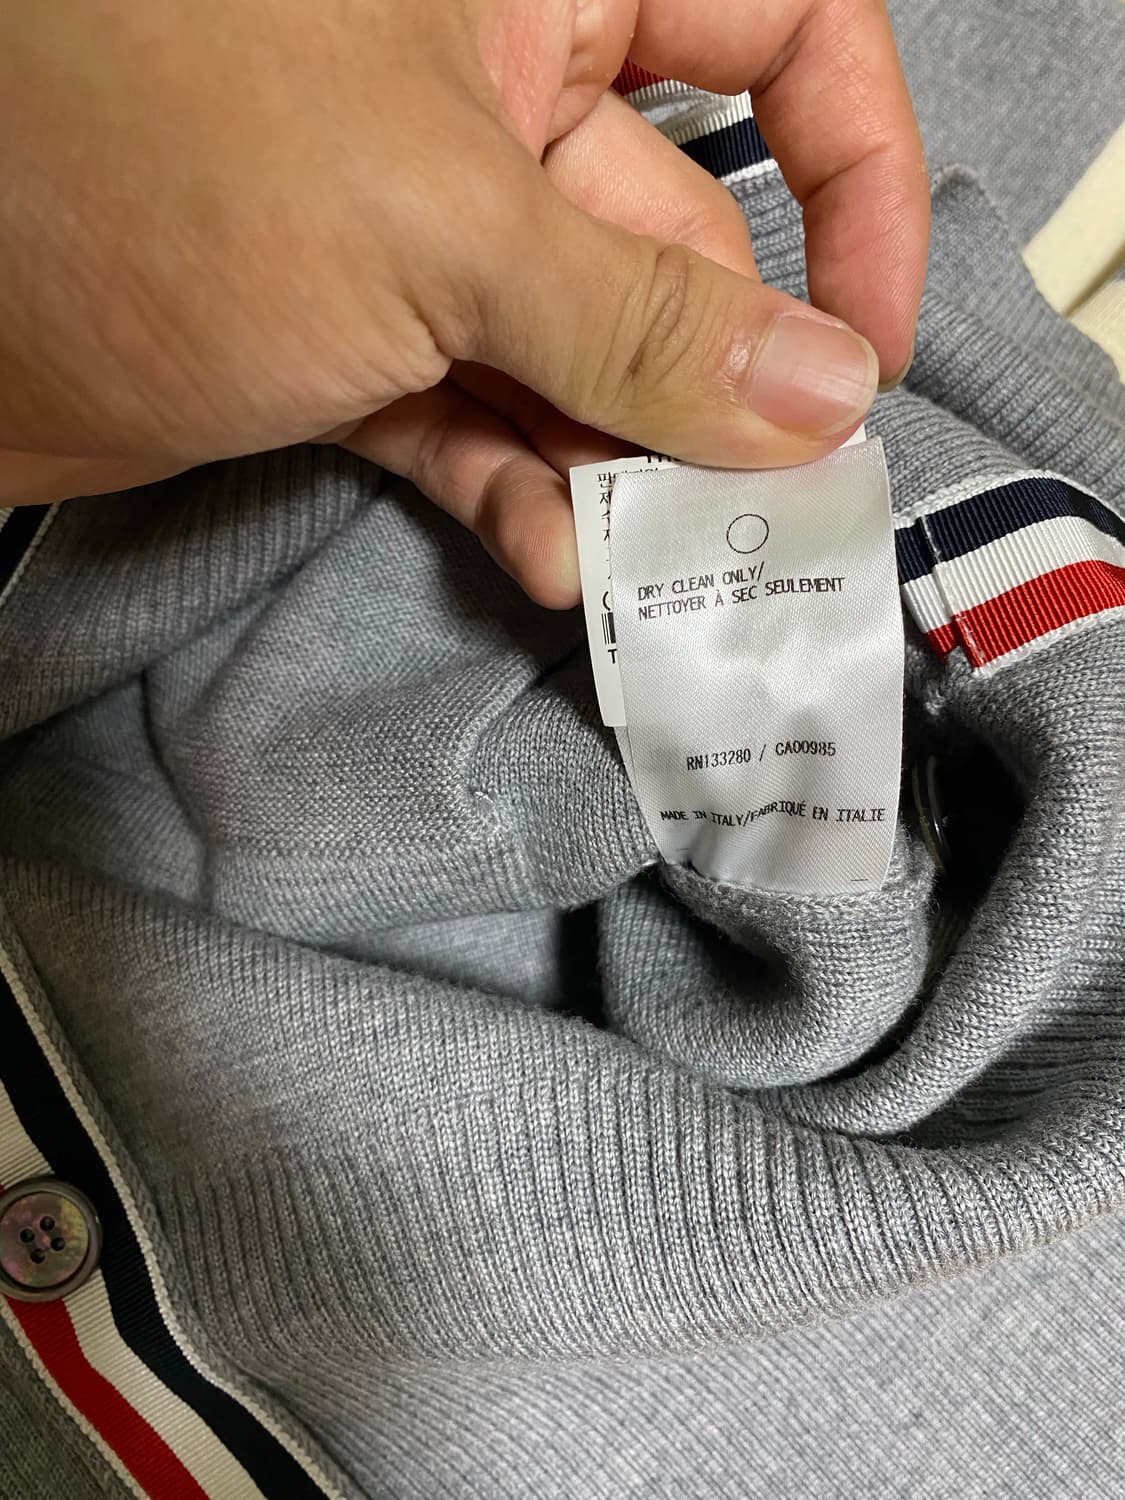 DRY CLEAN ONLY/
NETTOYER À SEC SEULEMENT
RN133280 / CA00985
MADE IN ITALY/FABRIQUÉ EN ITALIE